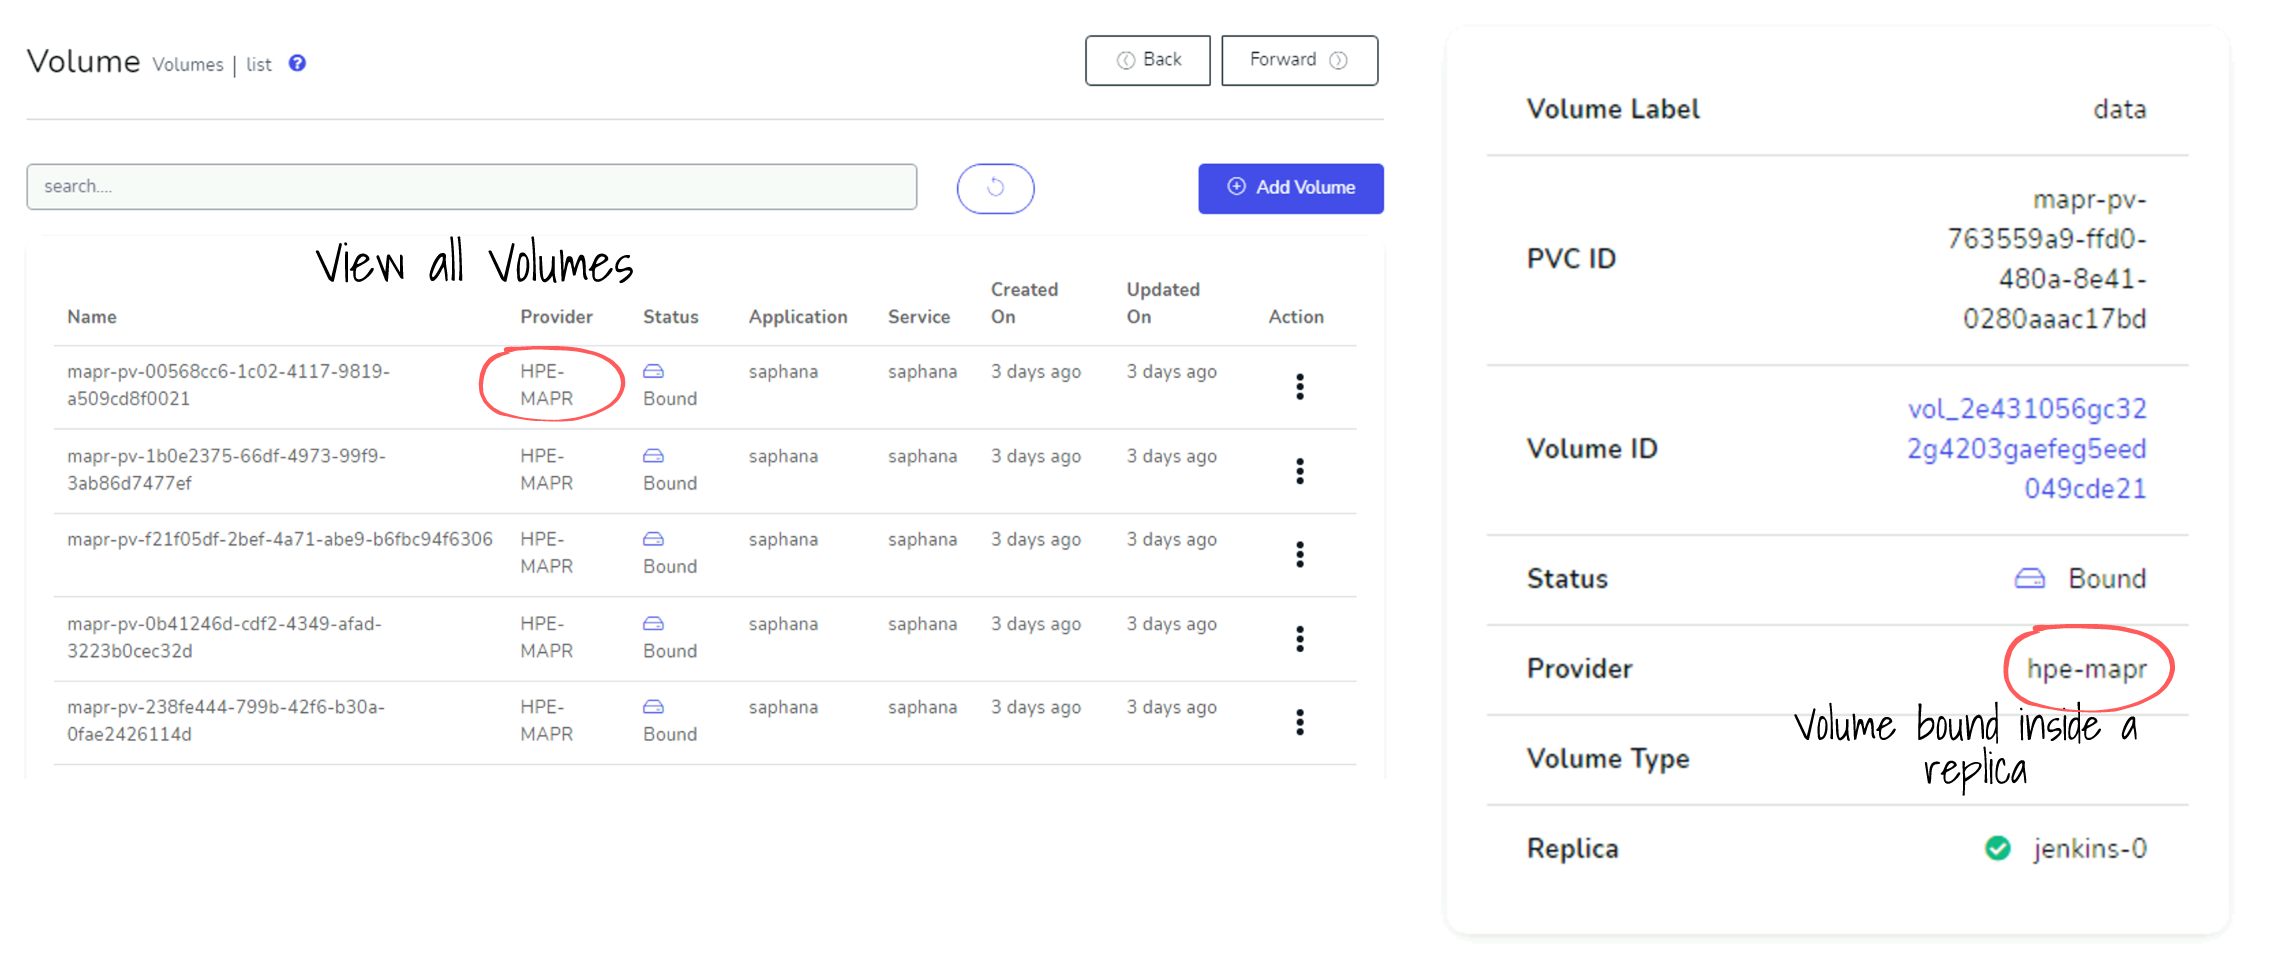 Volume Volumes | list ?
Back Forward
search....
Add Volume
View all Volumes
Name Provider Status Application Service Created On Updated On Action
mapr-pv-00568cc6-1c02-4117-9819- HPE- saphana saphana 3 days ago 3 days ago
a509cd8f0021 MAPR Bound
mapr-pv-1b0e2375-66df-4973-99f9- HPE- saphana saphana 3 days ago 3 days ago
3ab86d7477ef MAPR Bound
mapr-pv-f21f05df-2bef-4a71-abe9-b6fbc94f6306 HPE- saphana saphana 3 days ago 3 days ago
MAPR Bound
mapr-pv-0b41246d-cdf2-4349-afad- HPE- saphana saphana 3 days ago 3 days ago
3223b0cec32d MAPR Bound
mapr-pv-238fe444-799b-42f6-b30a- HPE- saphana saphana 3 days ago 3 days ago
0fae2426114d MAPR Bound
Volume Label data
PVC ID mapr-pv-
763559a9-ffd0-
480a-8e41-
0280aaac17bd
Volume ID vol_2e431056gc32
2g4203gaefeg5eed
049cde21
Status Bound
Provider hpe-mapr
Volume bound inside a
replica
Volume Type
Replica jenkins-0